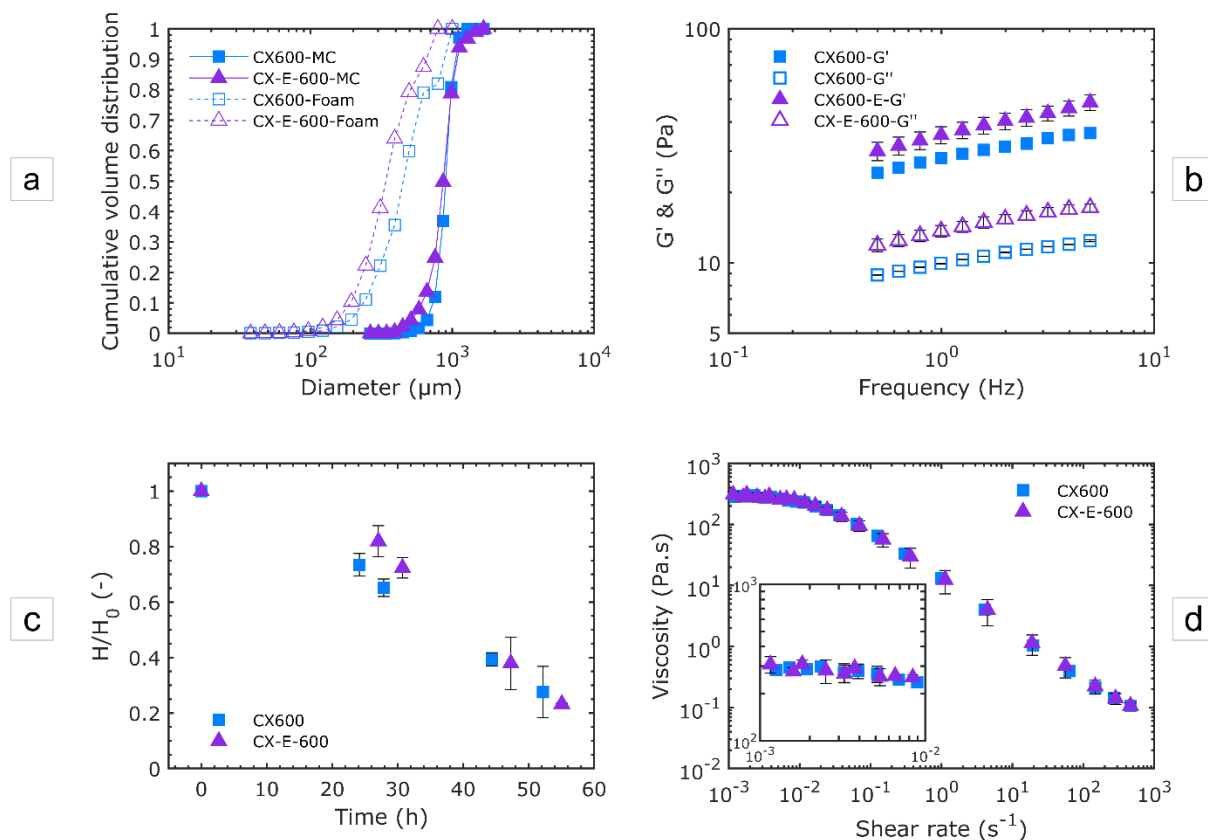 a
Cumulative volume distribution
1
0.9
0.8
0.7
0.6
0.5
0.4
0.3
0.2
0.1
0
CX600-MC
CX-E-600-MC
CX600-Foam
CX-E-600-Foam
10¹ 10² 10³ 10⁴
Diameter (µm)
b
G' & G'' (Pa)
100
10
5
CX600-G'
CX600-G''
CX600-E-G'
CX-E-600-G''
10⁻¹ 10⁰ 10¹
Frequency (Hz)
c
H/H₀ (-)
1
0.8
0.6
0.4
0.2
0
CX600
CX-E-600
0 10 20 30 40 50 60
Time (h)
d
Viscosity (Pa.s)
10³
10²
10¹
10⁰
10⁻¹
10⁻²
CX600
CX-E-600
10³
10²
10⁻³ 10⁻²
10⁻³ 10⁻² 10⁻¹ 10⁰ 10¹ 10² 10³
Shear rate (s⁻¹)